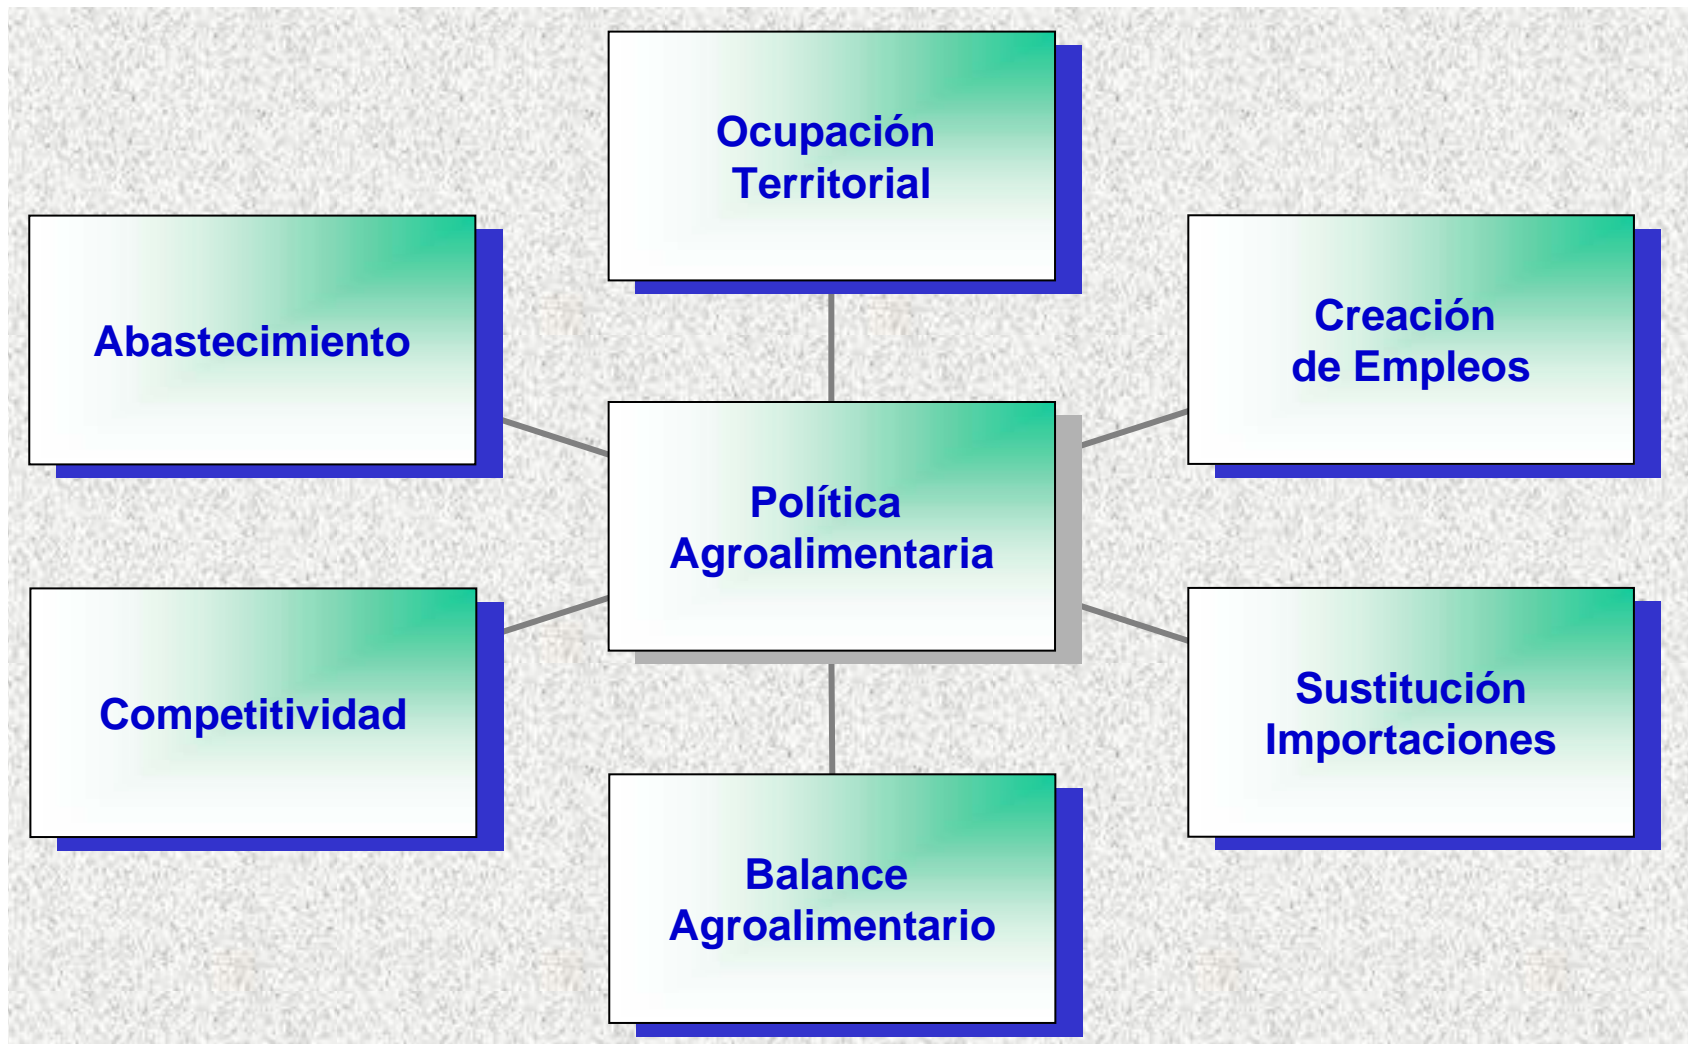 Ocupación
Territorial
Abastecimiento
Creación
de Empleos
Política
Agroalimentaria
Competitividad
Sustitución
Importaciones
Balance
Agroalimentario